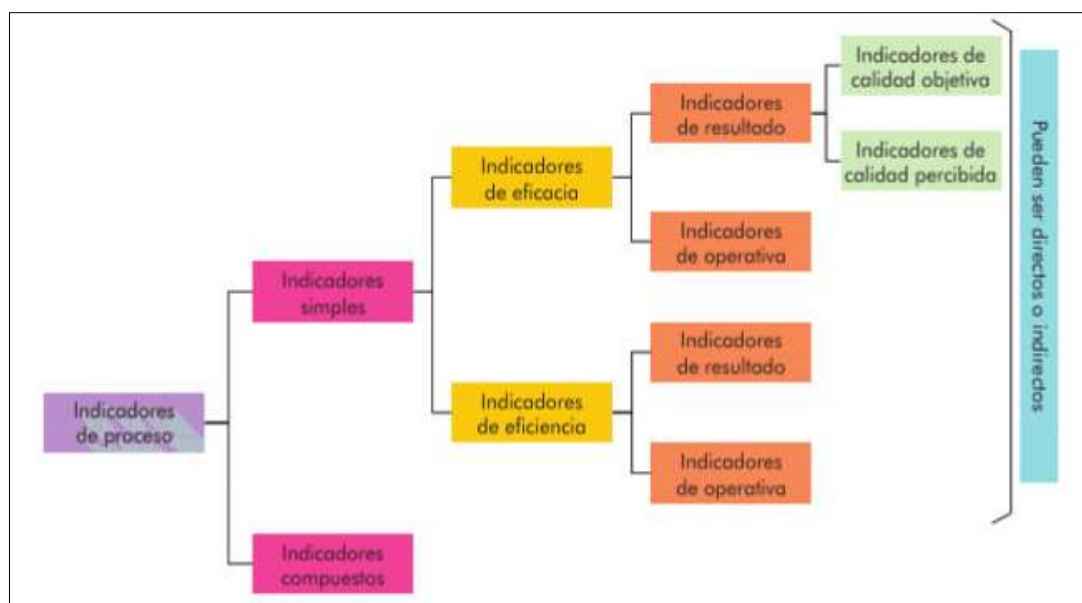 Indicadores
de proceso
Indicadores
simples
Indicadores
compuestos
Indicadores
de eficacia
Indicadores
de eficiencia
Indicadores
de resultado
Indicadores
de operativa
Indicadores
de resultado
Indicadores
de operativa
Indicadores de
calidad objetiva
Indicadores de
calidad percibida
Pueden ser directos o indirectos